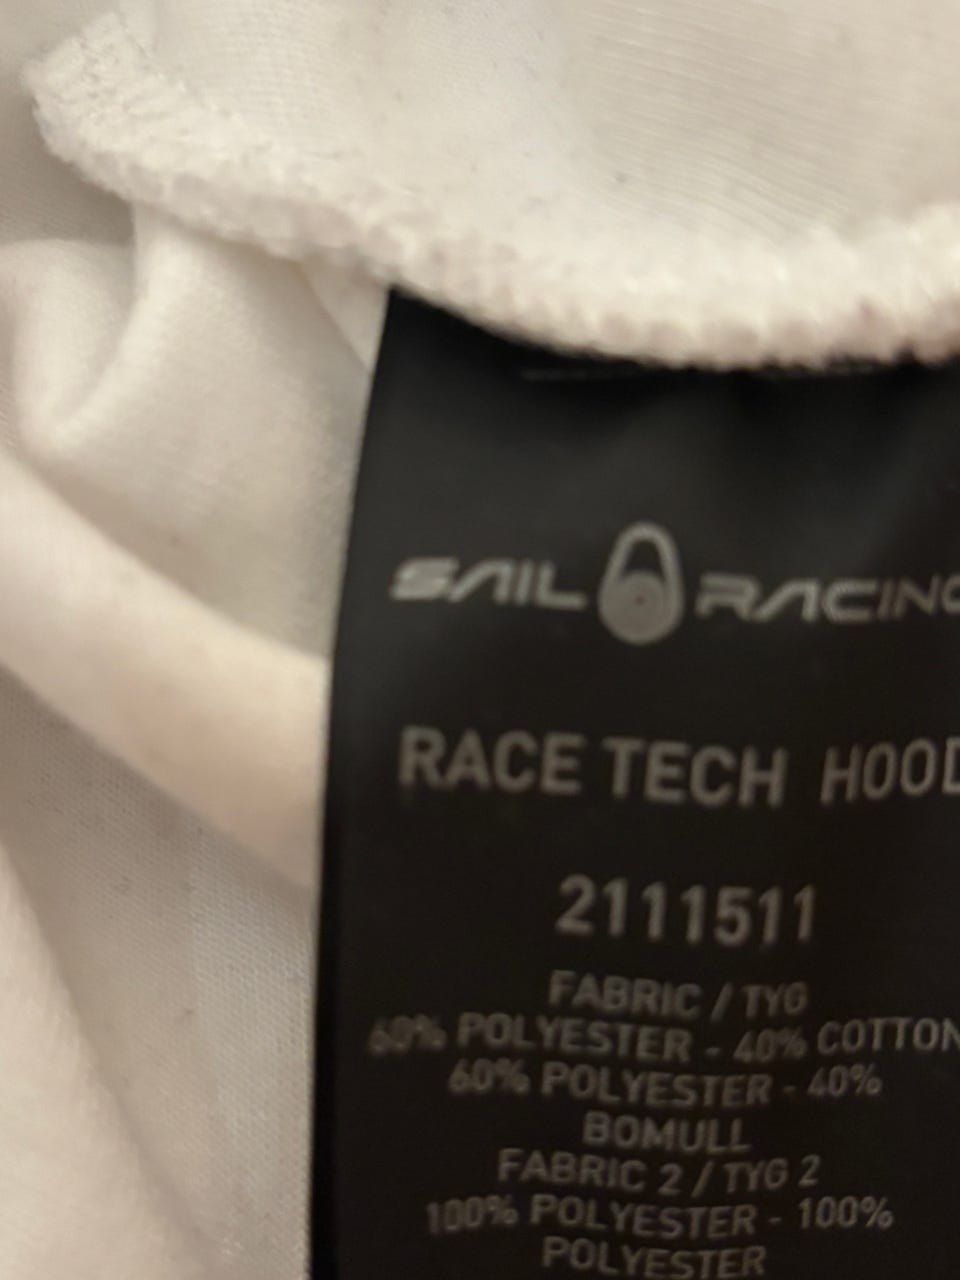 SAIL RACING
RACE TECH HOOD
2111511
FABRIC / TYG
60% POLYESTER - 40% COTTON
60% POLYESTER - 40%
BOMULL
FABRIC 2 / TYG 2
100% POLYESTER - 100%
POLYESTER